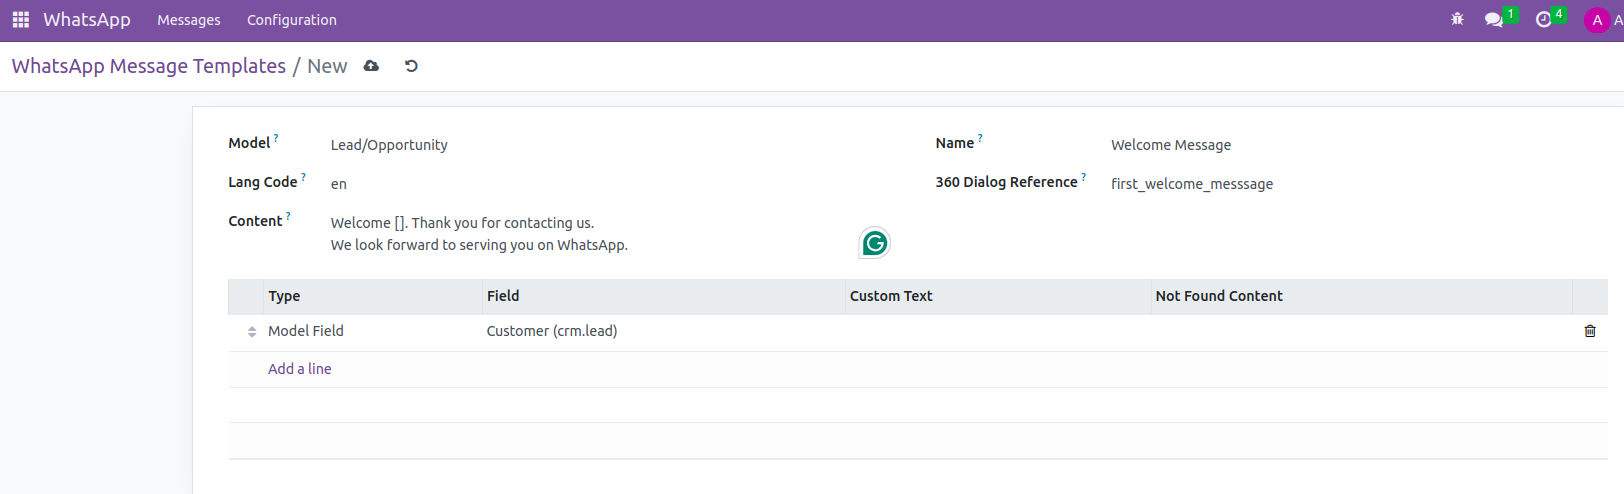 WhatsApp Messages Configuration 1 4 A A
WhatsApp Message Templates / New
Model ? Lead/Opportunity Name ? Welcome Message
Lang Code ? en 360 Dialog Reference ? first_welcome_messsage
Content ? Welcome []. Thank you for contacting us.
We look forward to serving you on WhatsApp.
Type Field Custom Text Not Found Content
Model Field Customer (crm.lead)
Add a line